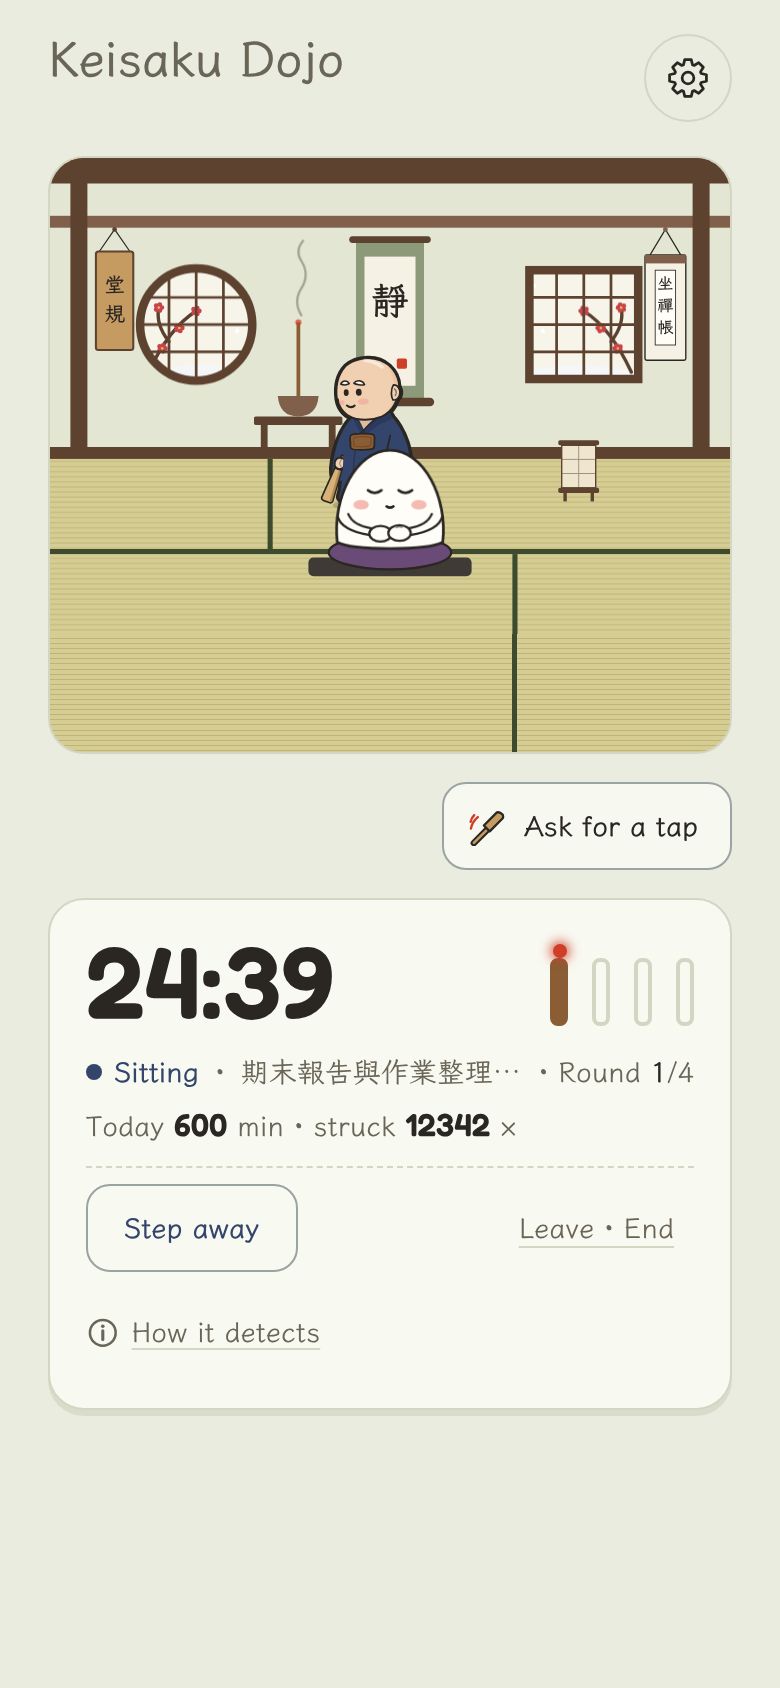 Keisaku Dojo
堂規
靜
坐禪帳
Ask for a tap
24:39
Sitting · 期末報告與作業整理… · Round 1/4
Today 600 min · struck 12342 ×
Step away
Leave · End
How it detects